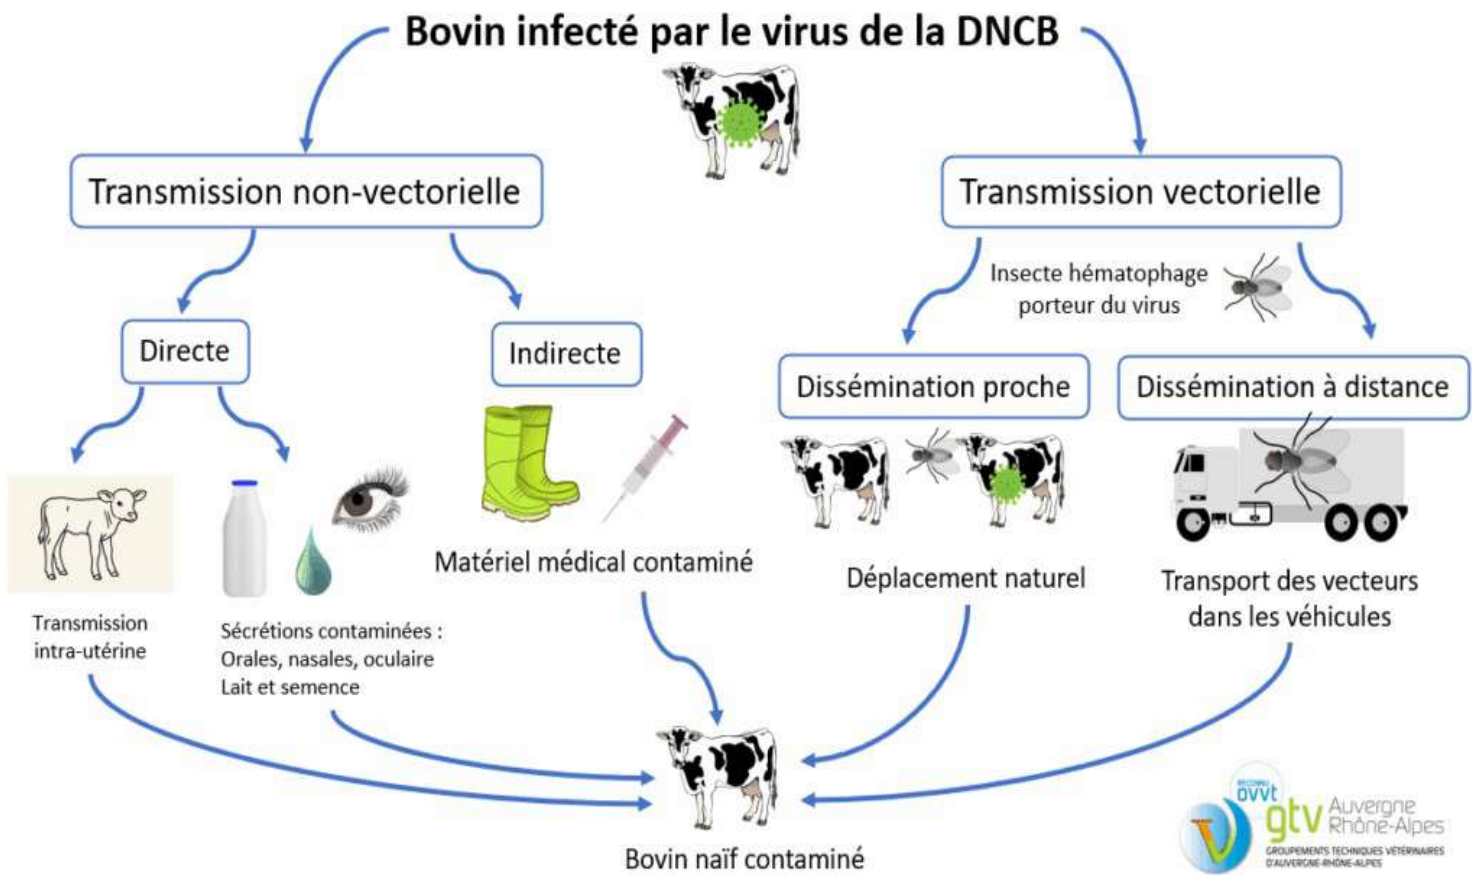 Bovin infecté par le virus de la DNCB
Transmission non-vectorielle
Transmission vectorielle
Insecte hématophage
porteur du virus
Directe
Indirecte
Dissémination proche
Dissémination à distance
Matériel médical contaminé
Déplacement naturel
Transport des vecteurs
dans les véhicules
Transmission
intra-utérine
Sécrétions contaminées :
Orales, nasales, oculaire
Lait et semence
Bovin naïf contaminé
RECONNU
ovvt
gtv Auvergne
Rhône-Alpes
GROUPEMENTS TECHNIQUES VÉTÉRINAIRES
D'AUVERGNE-RHÔNE-ALPES